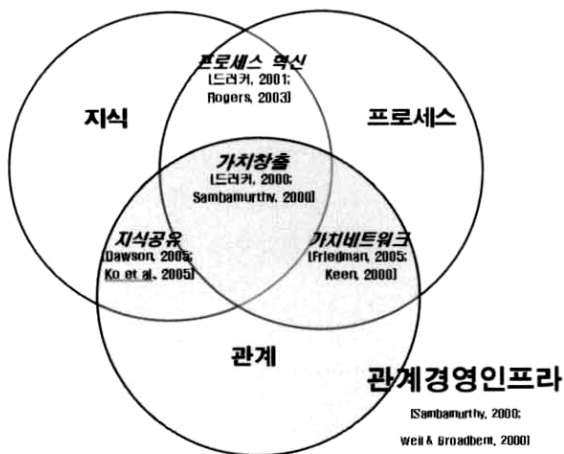 프로세스 혁신
[드러커, 2001;
Rogers, 2003]
지식
프로세스
가치창출
[드러커, 2000;
Sambamurthy, 2000]
지식공유
[Dawson, 2005;
Ko et al., 2005]
가치네트워크
[Friedman, 2005;
Keen, 2000]
관계
관계경영인프라
[Sambamurthy, 2000;
Weil & Broadbent, 2000]